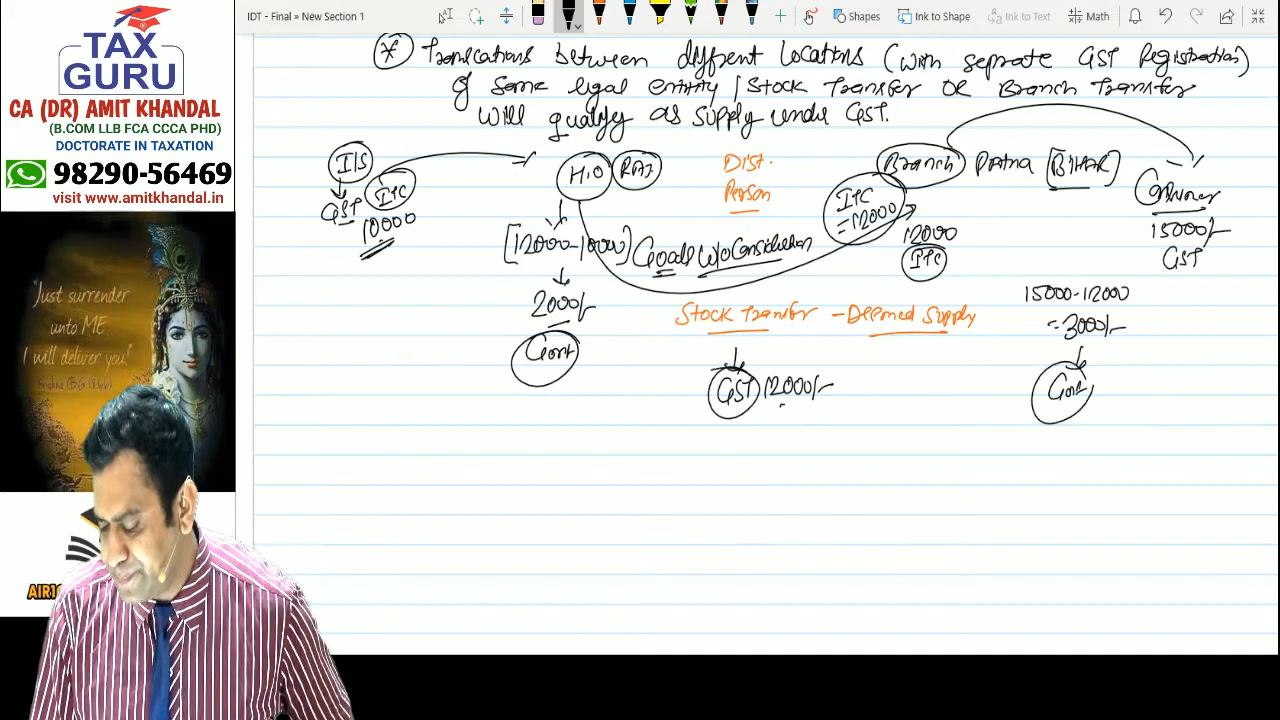 IDT - Final » New Section 1
Shapes
Ink to Shape
Ink to Text
Math
TAX
GURU
CA (DR) AMIT KHANDAL
(B.COM LLB FCA CCCA PHD)
DOCTORATE IN TAXATION
98290-56469
visit www.amitkhandal.in
"Just surrender
unto ME
I will deliver you"
Krishna (B.G 18.66)
* Transactions between different locations (with seprate GST Registration)
of same legal entity / Stock Transfer OR Branch Transfer
will qualify as supply under GST.
I/S
GST
ITC
10000
H/O
RAJ
[12000-10000]
2000/-
Govt
Dist.
Person
Goods w/o Consideration
Stock Transfer - Deemed Supply
GST 12000/-
Branch Patna [BIHAR]
ITC
=12000
12000
ITC
Customer
15000/-
GST
15000-12000
= 3000/-
Govt